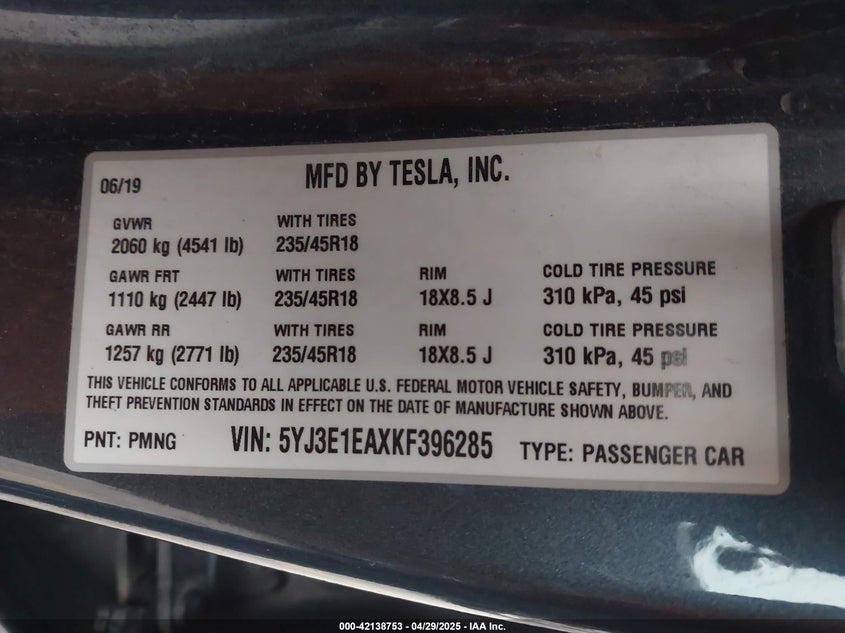 06/19 MFD BY TESLA, INC.
GVWR WITH TIRES
2060 kg (4541 lb) 235/45R18
GAWR FRT WITH TIRES RIM COLD TIRE PRESSURE
1110 kg (2447 lb) 235/45R18 18X8.5 J 310 kPa, 45 psi
GAWR RR WITH TIRES RIM COLD TIRE PRESSURE
1257 kg (2771 lb) 235/45R18 18X8.5 J 310 kPa, 45 psi
THIS VEHICLE CONFORMS TO ALL APPLICABLE U.S. FEDERAL MOTOR VEHICLE SAFETY, BUMPER, AND
THEFT PREVENTION STANDARDS IN EFFECT ON THE DATE OF MANUFACTURE SHOWN ABOVE.
PNT: PMNG VIN: 5YJ3E1EAXKF396285 TYPE: PASSENGER CAR
000-42138753 - 04/29/2025 - IAA Inc.